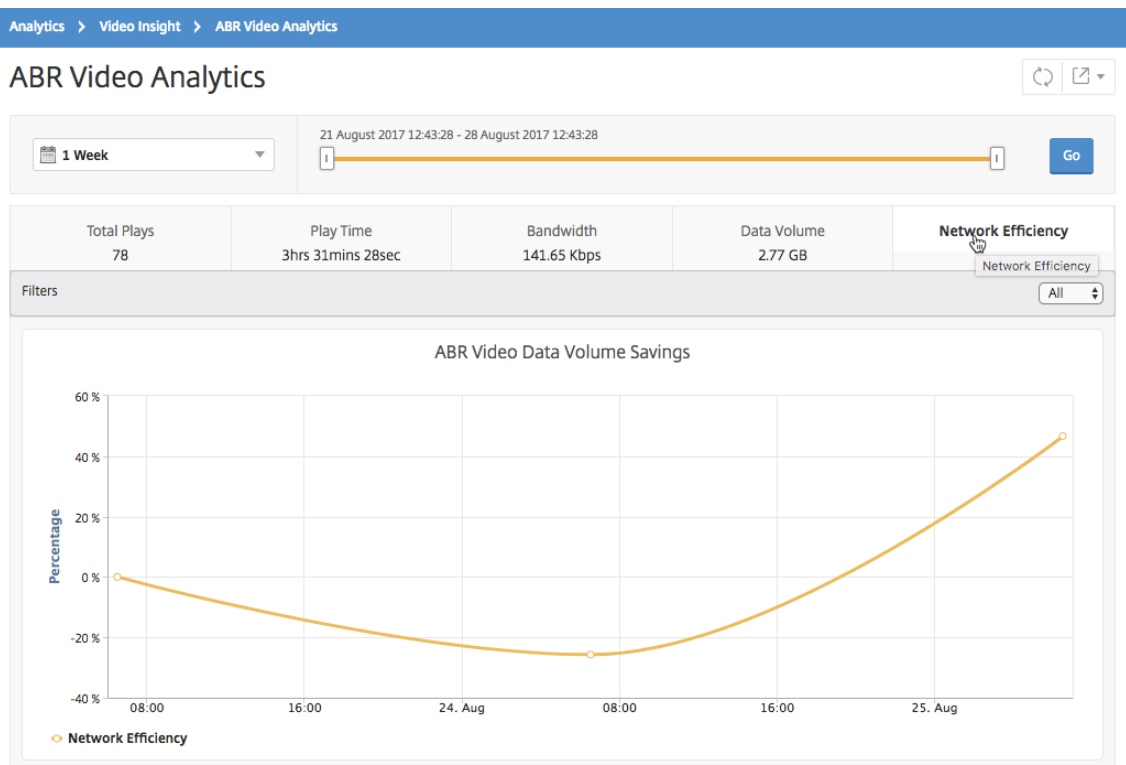 Analytics > Video Insight > ABR Video Analytics
ABR Video Analytics
21 August 2017 12:43:28 - 28 August 2017 12:43:28
1 Week
Go
Total Plays Play Time Bandwidth Data Volume Network Efficiency
78 3hrs 31mins 28sec 141.65 Kbps 2.77 GB
Network Efficiency
Filters All
ABR Video Data Volume Savings
60 %
40 %
20 %
0 %
-20 %
-40 %
Percentage
08:00 16:00 24. Aug 08:00 16:00 25. Aug
Network Efficiency